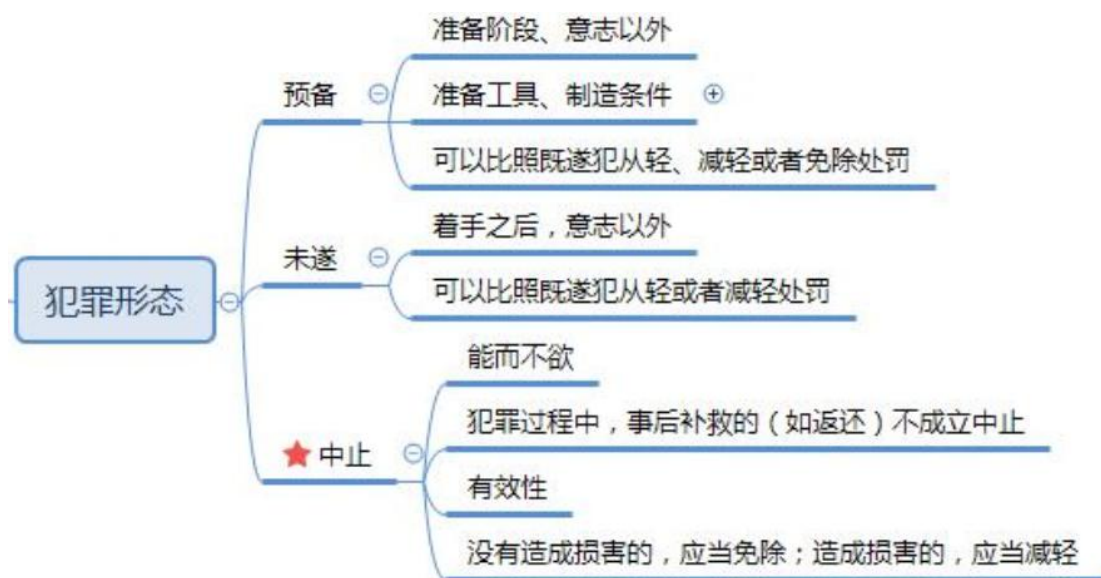 犯罪形态
预备
准备阶段、意志以外
准备工具、制造条件
可以比照既遂犯从轻、减轻或者免除处罚
未遂
着手之后，意志以外
可以比照既遂犯从轻或者减轻处罚
中止
能而不欲
犯罪过程中，事后补救的（如返还）不成立中止
有效性
没有造成损害的，应当免除；造成损害的，应当减轻